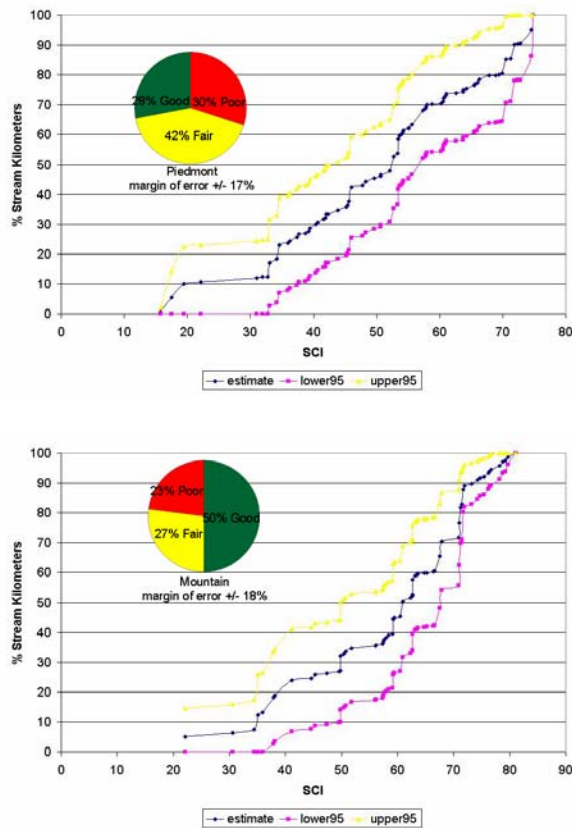 100
90
80
70
60
50
40
30
20
10
0
% Stream Kilometers
28% Good
30% Poor
42% Fair
Piedmont
margin of error +/- 17%
0 10 20 30 40 50 60 70 80
SCI
estimate lower95 upper95
100
90
80
70
60
50
40
30
20
10
0
% Stream Kilometers
23% Poor
50% Good
27% Fair
Mountain
margin of error +/- 18%
0 10 20 30 40 50 60 70 80 90
SCI
estimate lower95 upper95